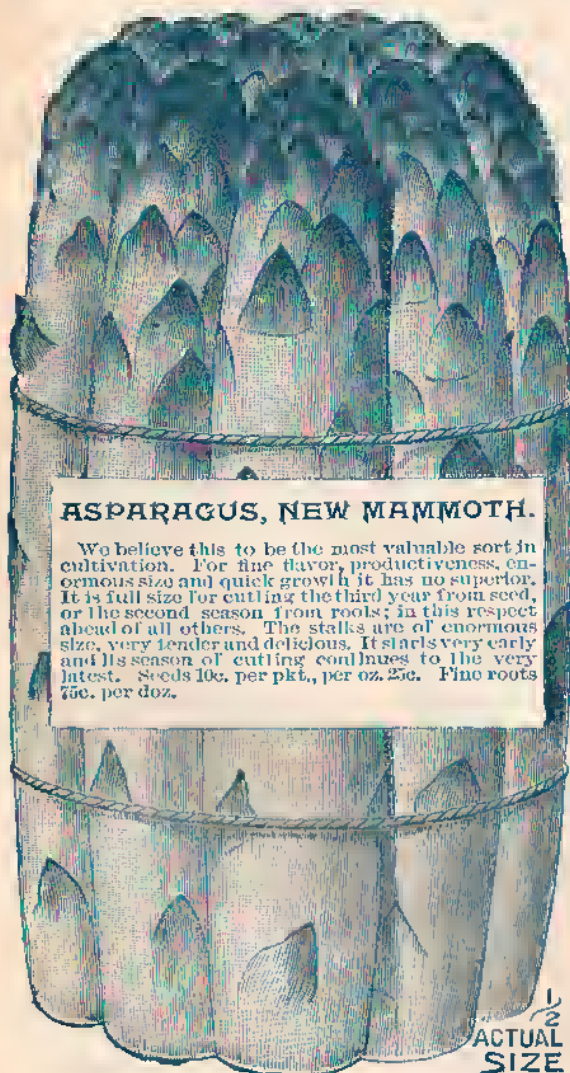 ASPARAGUS, NEW MAMMOTH.
We believe this to be the most valuable sort in
cultivation. For fine flavor, productiveness, en-
ormous size and quick growth it has no superior.
It is full size for cutting the third year from seed,
or the second season from roots; in this respect
ahead of all others. The stalks are of enormous
size, very tender and delicious. It starts very early
and its season of cutting continues to the very
latest. Seeds 10c. per pkt., per oz. 25c. Fine roots
75c. per doz.
1/2
ACTUAL
SIZE